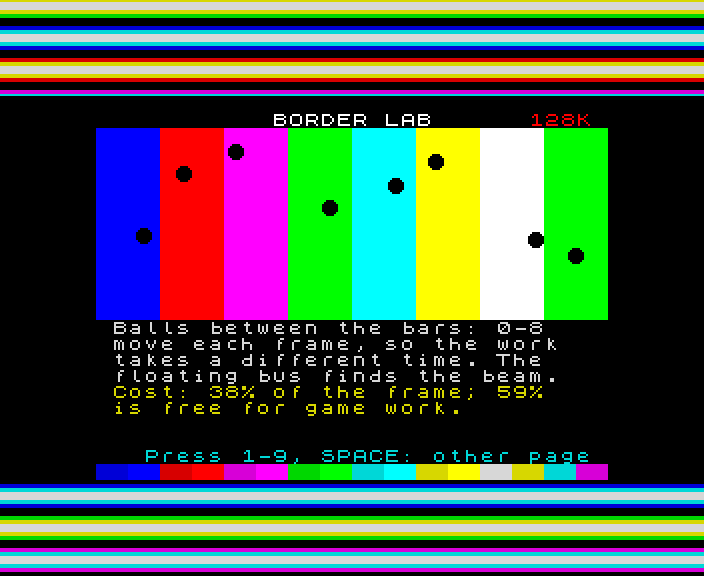 BORDER LAB 128K
Balls between the bars: 0-8
move each frame, so the work
takes a different time. The
floating bus finds the beam.
Cost: 38% of the frame; 59%
is free for game work.
Press 1-9, SPACE: other page